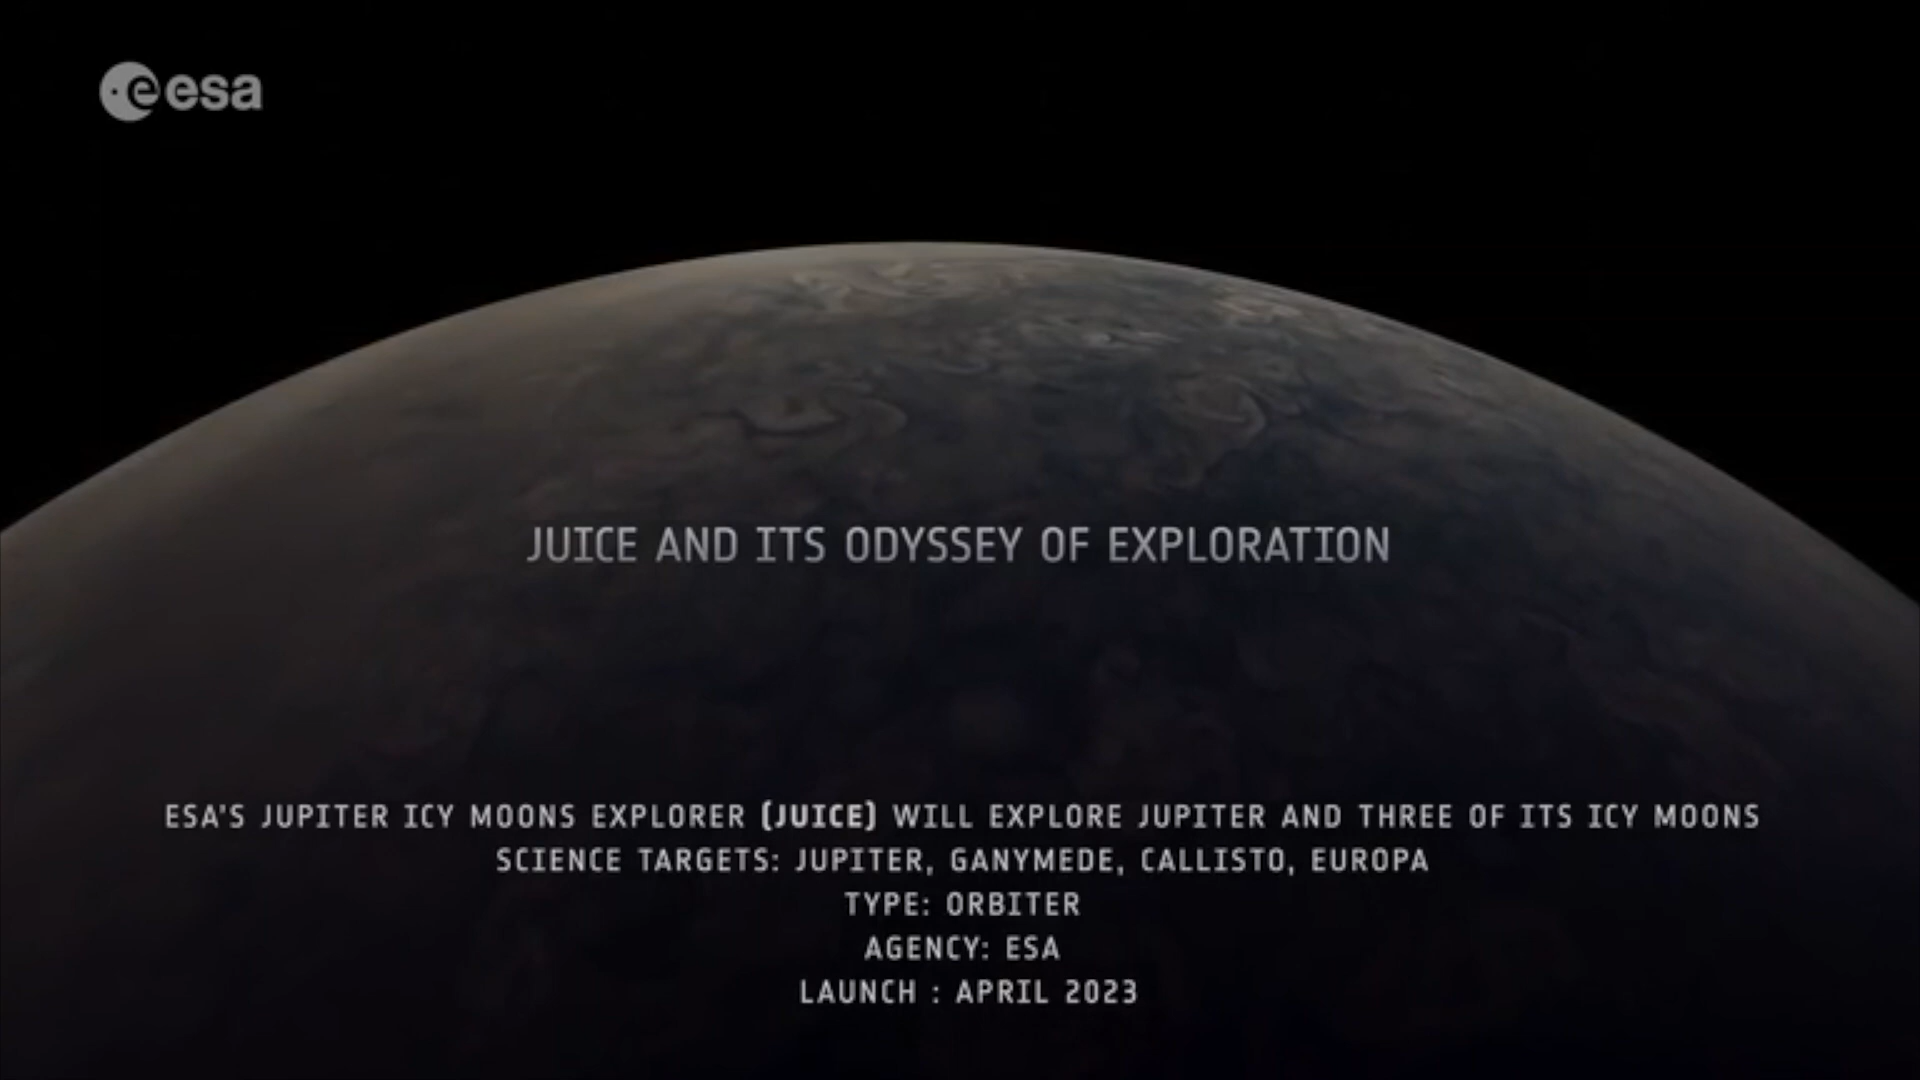 esa
JUICE AND ITS ODYSSEY OF EXPLORATION
ESA'S JUPITER ICY MOONS EXPLORER (JUICE) WILL EXPLORE JUPITER AND THREE OF ITS ICY MOONS
SCIENCE TARGETS: JUPITER, GANYMEDE, CALLISTO, EUROPA
TYPE: ORBITER
AGENCY: ESA
LAUNCH : APRIL 2023